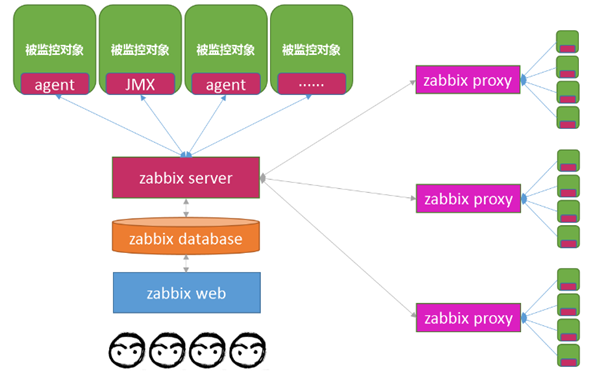 被监控对象
被监控对象
被监控对象
被监控对象
agent
JMX
agent
......
zabbix proxy
zabbix server
zabbix proxy
zabbix database
zabbix web
zabbix proxy